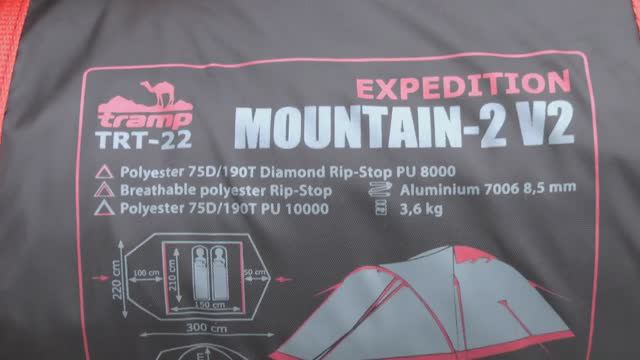 EXPEDITION
tramp
TRT-22
MOUNTAIN-2 V2
Polyester 75D/190T Diamond Rip-Stop PU 8000
Breathable polyester Rip-Stop
Aluminium 7006 8,5 mm
Polyester 75D/190T PU 10000
3,6 kg
220 cm
100 cm
210 cm
50 cm
150 cm
300 cm
E